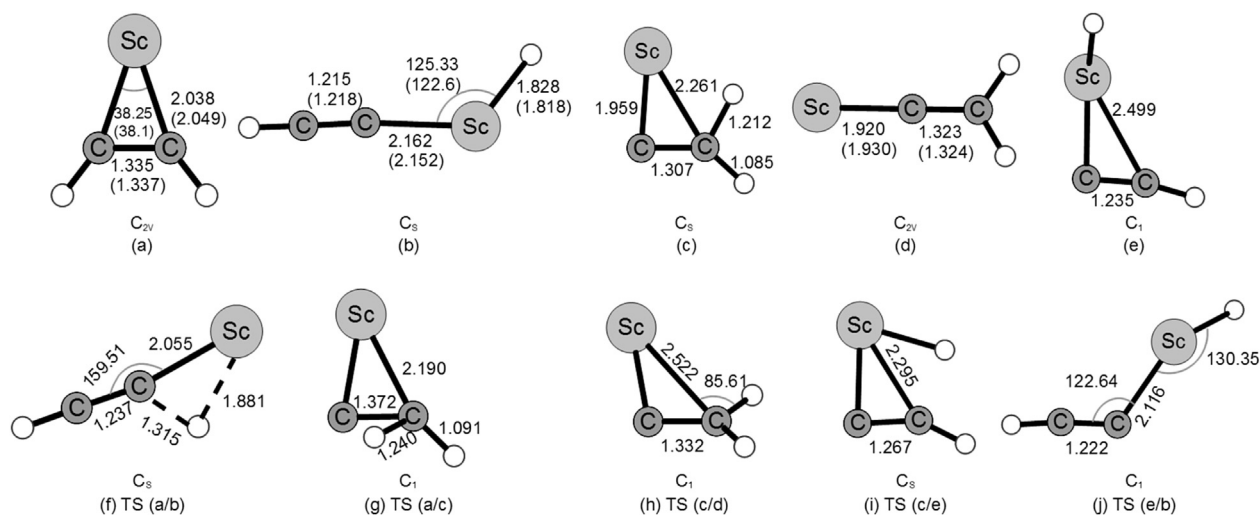 Sc
38.25
(38.1)
2.038
(2.049)
C C
1.335
(1.337)
C₂ᵥ
(a)
1.215
(1.218)
125.33
(122.6)
1.828
(1.818)
C C Sc
2.162
(2.152)
Cₛ
(b)
Sc
1.959
2.261
1.212
C C
1.307
1.085
Cₛ
(c)
Sc C C
1.920
(1.930)
1.323
(1.324)
C₂ᵥ
(d)
Sc
2.499
C C
1.235
C₁
(e)
Sc
159.51
2.055
C C
1.237
1.315
1.881
Cₛ
(f) TS (a/b)
Sc
2.190
1.372
C C
1.240
1.091
C₁
(g) TS (a/c)
Sc
2.522
85.61
C C
1.332
C₁
(h) TS (c/d)
Sc
2.295
C C
1.267
Cₛ
(i) TS (c/e)
Sc
130.35
122.64
2.116
C C
1.222
C₁
(j) TS (e/b)